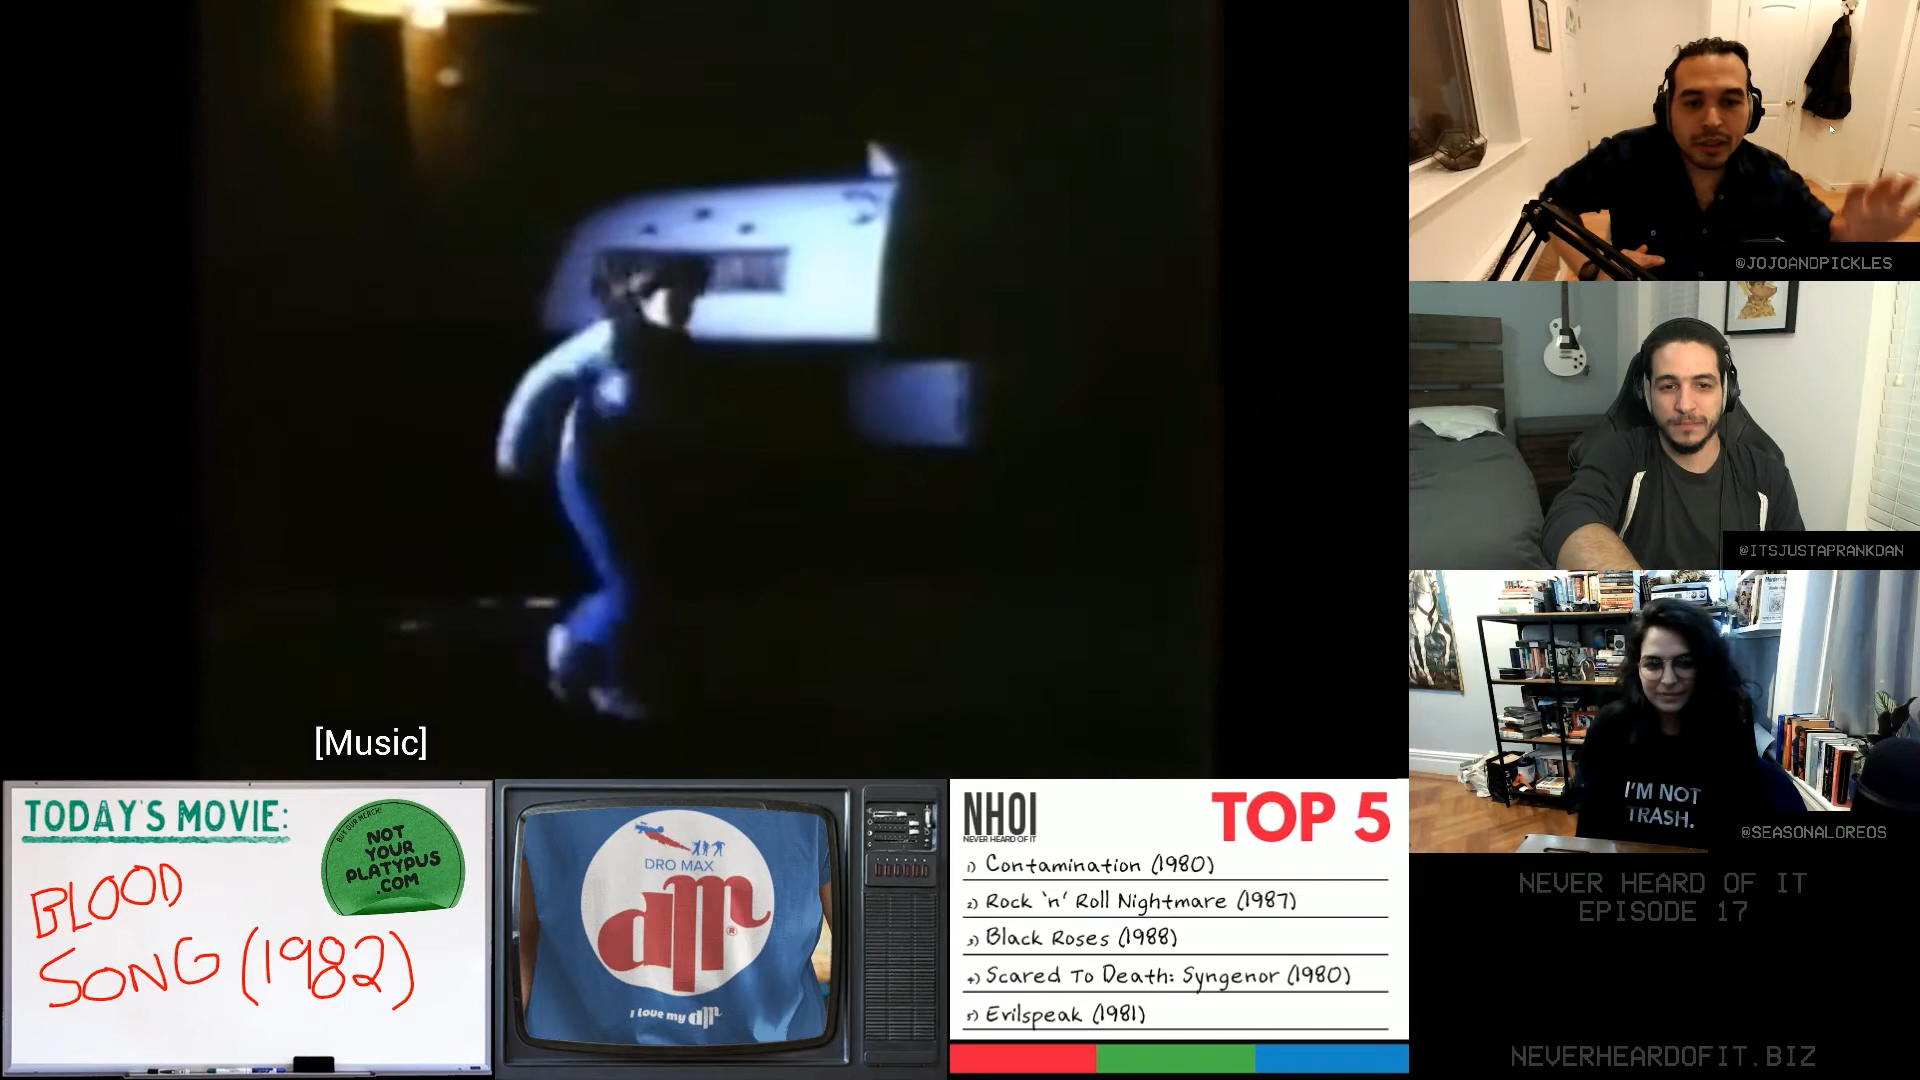 [Music]
@JOJOANDPICKLES
@ITSJUSTAPRANKDAN
I'M NOT
TRASH.
@SEASONALOREOS
TODAY'S MOVIE:
BUY OUR MERCH!
NOT
YOUR
PLATYPUS
.COM
BLOOD
SONG (1982)
DRO MAX
dm®
I love my dm
NHOI
NEVER HEARD OF IT
TOP 5
1) Contamination (1980)
2) Rock 'n' Roll Nightmare (1987)
3) Black Roses (1988)
4) Scared To Death: Syngenor (1980)
5) Evilspeak (1981)
NEVER HEARD OF IT
EPISODE 17
NEVERHEARDOFIT.BIZ